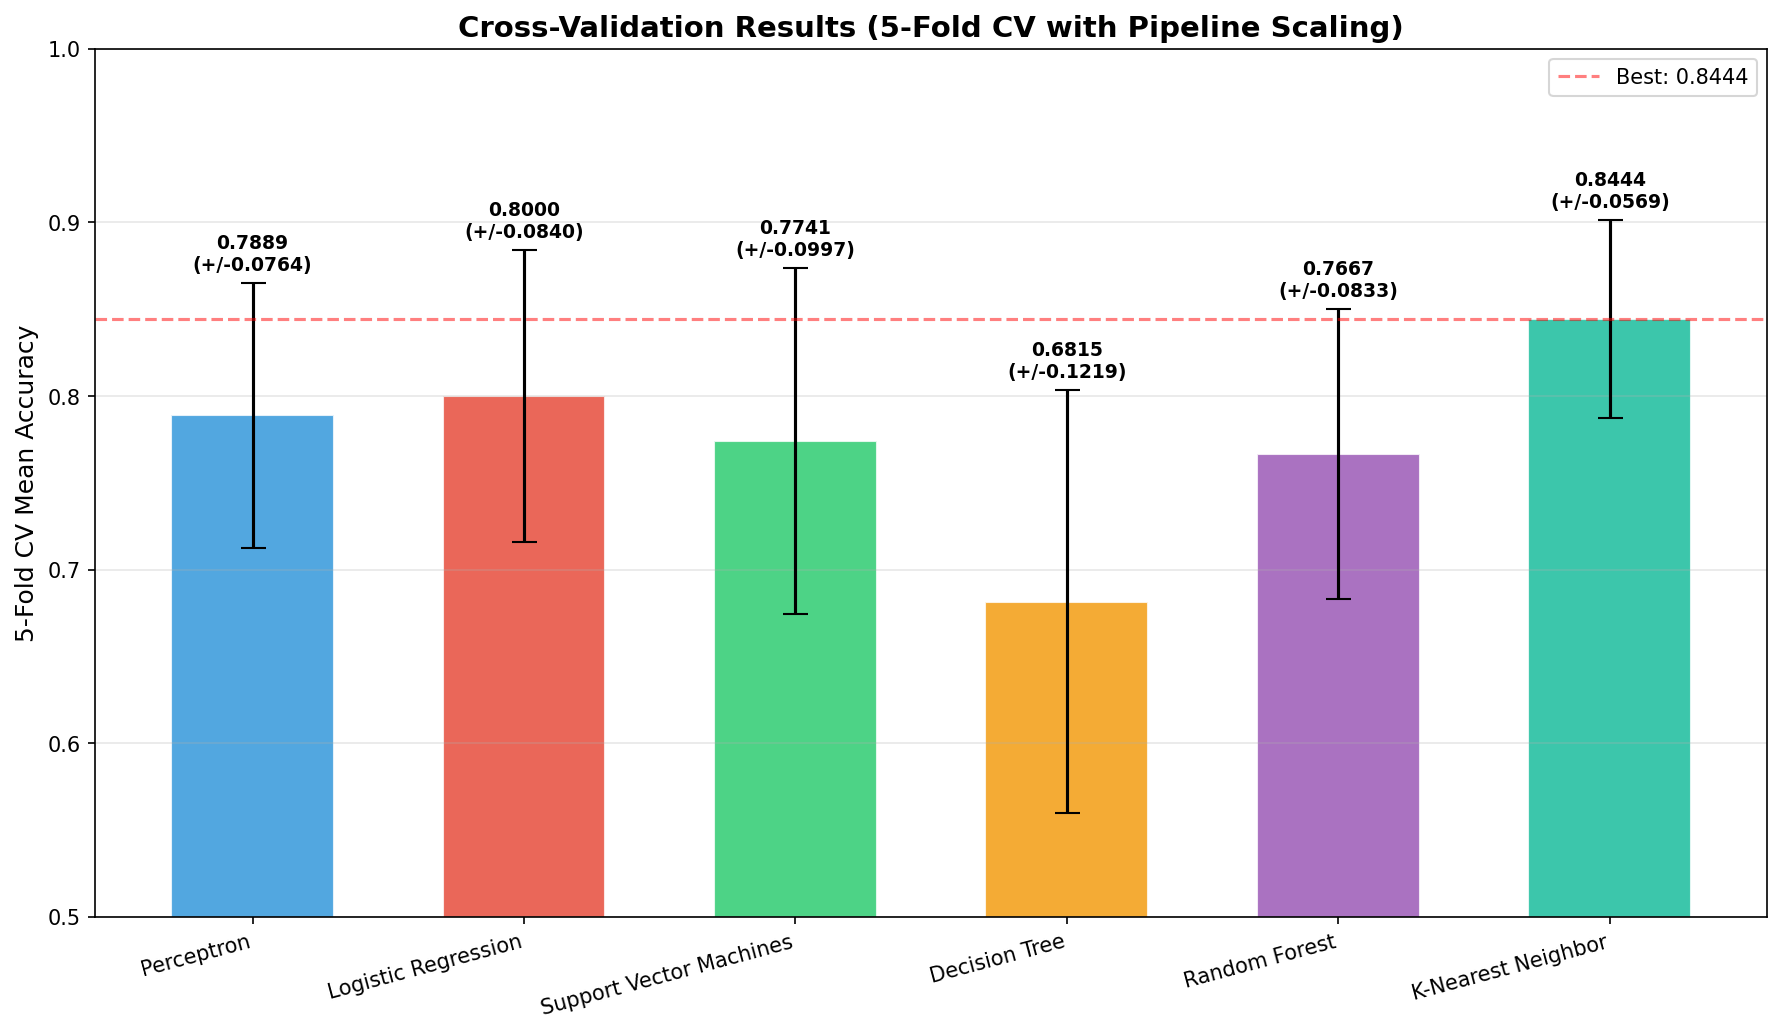 Cross-Validation Results (5-Fold CV with Pipeline Scaling)
Best: 0.8444
5-Fold CV Mean Accuracy
1.0
0.9
0.8
0.7
0.6
0.5
0.7889
(+/-0.0764)
0.8000
(+/-0.0840)
0.7741
(+/-0.0997)
0.6815
(+/-0.1219)
0.7667
(+/-0.0833)
0.8444
(+/-0.0569)
Perceptron
Logistic Regression
Support Vector Machines
Decision Tree
Random Forest
K-Nearest Neighbor